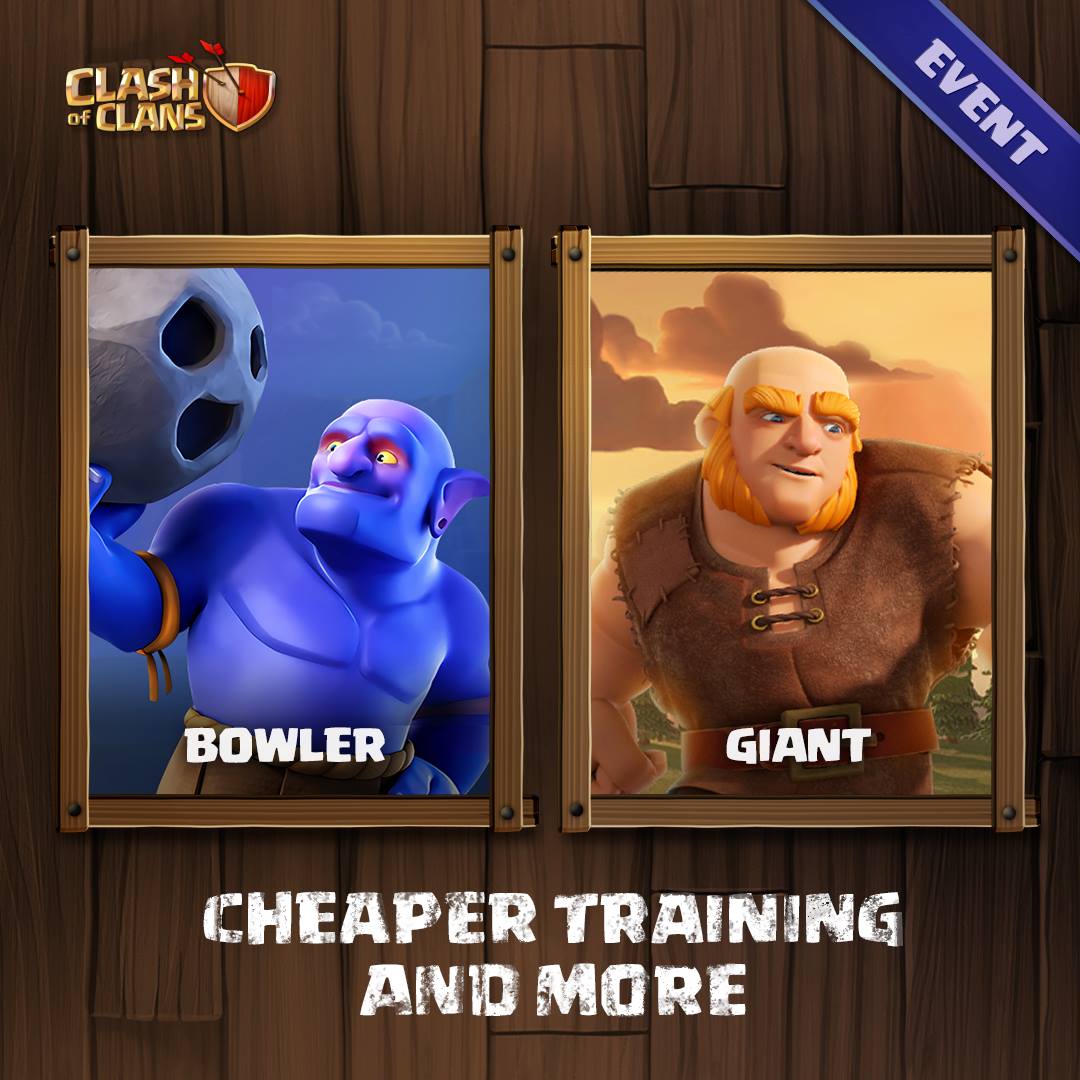 CLASH
OF CLANS
EVENT
BOWLER
GIANT
CHEAPER TRAINING
AND MORE